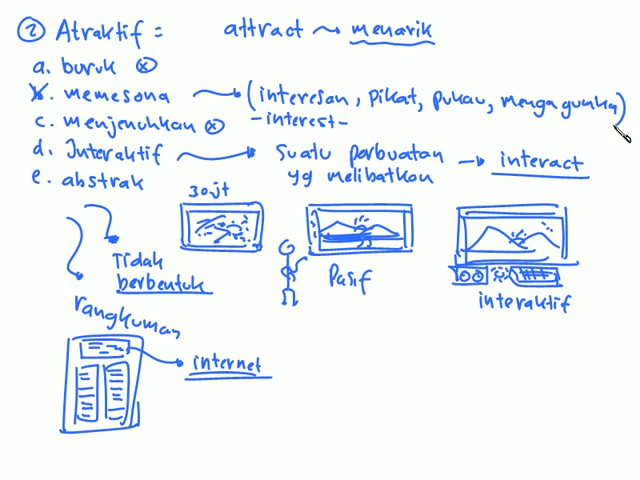 2 Atraktif = attract → menarik
a. buruk x
b. memesona → (interesan, pikat, pukau, mengagumkan)
- interest -
c. menjenuhkan x
d. Interaktif → suatu perbuatan yg melibatkan → interact
e. abstrak
30jt
Tidak berbentuk
pasif
interaktif
rangkuman
internet